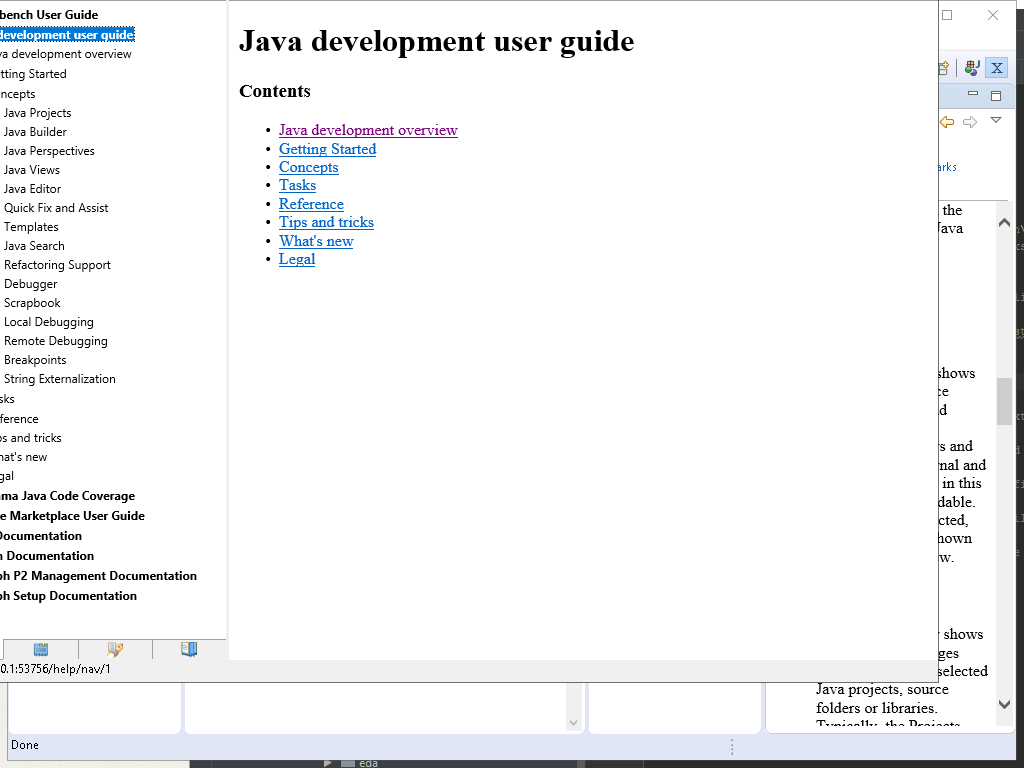 bench User Guide
development user guide
va development overview
tting Started
ncepts
Java Projects
Java Builder
Java Perspectives
Java Views
Java Editor
Quick Fix and Assist
Templates
Java Search
Refactoring Support
Debugger
Scrapbook
Local Debugging
Remote Debugging
Breakpoints
String Externalization
sks
ference
ps and tricks
hat's new
gal
ma Java Code Coverage
e Marketplace User Guide
Documentation
n Documentation
ph P2 Management Documentation
ph Setup Documentation
0.1:53756/help/nav/1
Java development user guide
Contents
• Java development overview
• Getting Started
• Concepts
• Tasks
• Reference
• Tips and tricks
• What's new
• Legal
X
arks
the
Java
shows
ce
d
s and
nal and
in this
dable.
cted,
hown
w.
shows
ges
selected
Java projects, source
folders or libraries.
Typically, the Projects
Done
eda